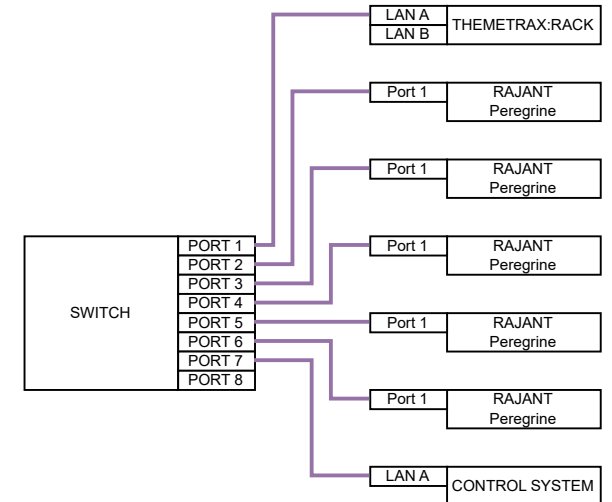 LAN A
LAN B
THEMETRAX:RACK
Port 1
RAJANT
Peregrine
Port 1
RAJANT
Peregrine
SWITCH
PORT 1
PORT 2
PORT 3
PORT 4
PORT 5
PORT 6
PORT 7
PORT 8
Port 1
RAJANT
Peregrine
Port 1
RAJANT
Peregrine
Port 1
RAJANT
Peregrine
LAN A
CONTROL SYSTEM